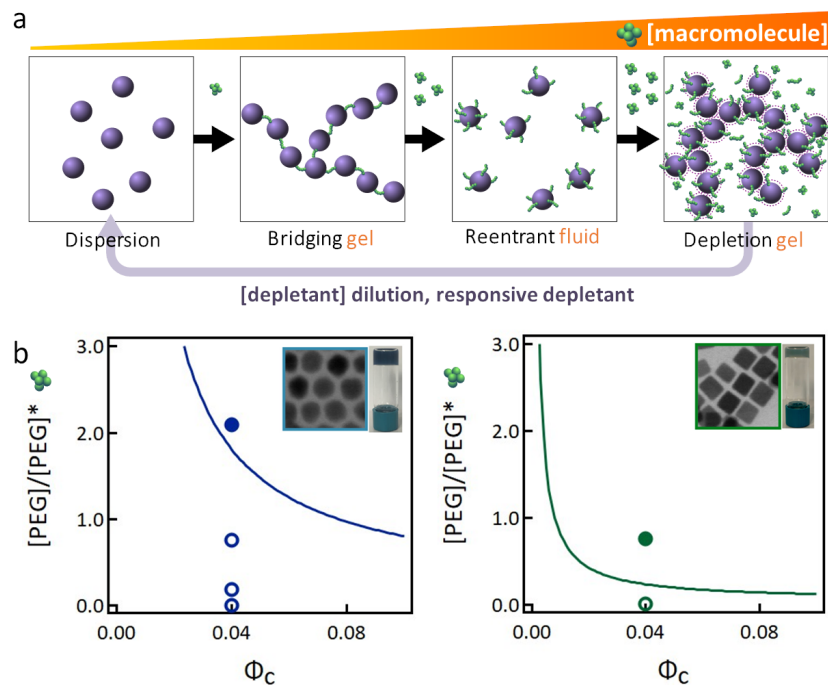 a
[macromolecule]
Dispersion
Bridging gel
Reentrant fluid
Depletion gel
[depletant] dilution, responsive depletant
b
[PEG]/[PEG]*
3.0
2.0
1.0
0.0
0.00
0.04
0.08
Φc
[PEG]/[PEG]*
3.0
2.0
1.0
0.0
0.00
0.04
0.08
Φc